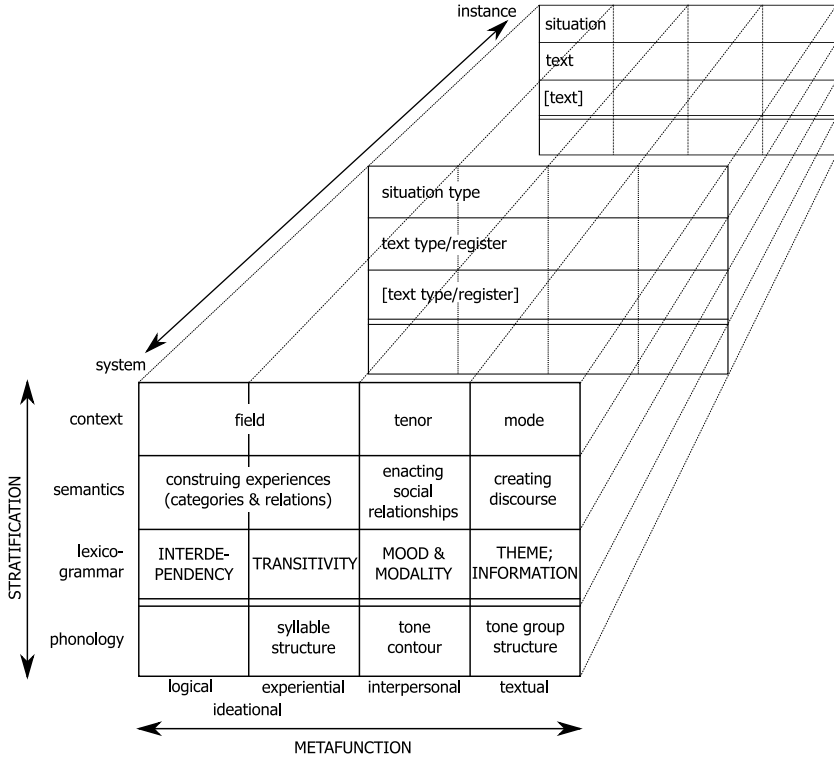 instance
situation
text
[text]
situation type
text type/register
[text type/register]
system
STRATIFICATION
context
field
tenor
mode
semantics
construing experiences
(categories & relations)
enacting
social
relationships
creating
discourse
lexico-
grammar
INTERDE-
PENDENCY
TRANSITIVITY
MOOD &
MODALITY
THEME;
INFORMATION
phonology
syllable
structure
tone
contour
tone group
structure
logical
experiential
interpersonal
textual
ideational
METAFUNCTION